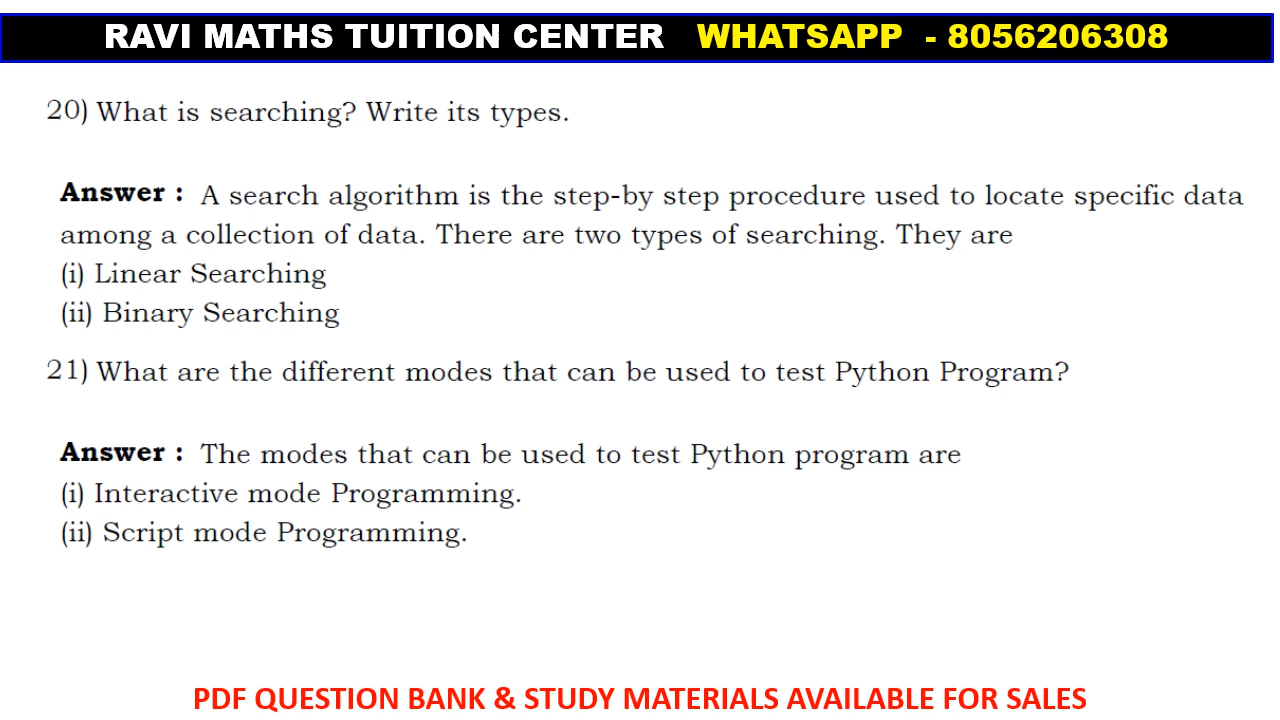 RAVI MATHS TUITION CENTER WHATSAPP - 8056206308
20) What is searching? Write its types.
Answer : A search algorithm is the step-by step procedure used to locate specific data
among a collection of data. There are two types of searching. They are
(i) Linear Searching
(ii) Binary Searching
21) What are the different modes that can be used to test Python Program?
Answer : The modes that can be used to test Python program are
(i) Interactive mode Programming.
(ii) Script mode Programming.
PDF QUESTION BANK & STUDY MATERIALS AVAILABLE FOR SALES